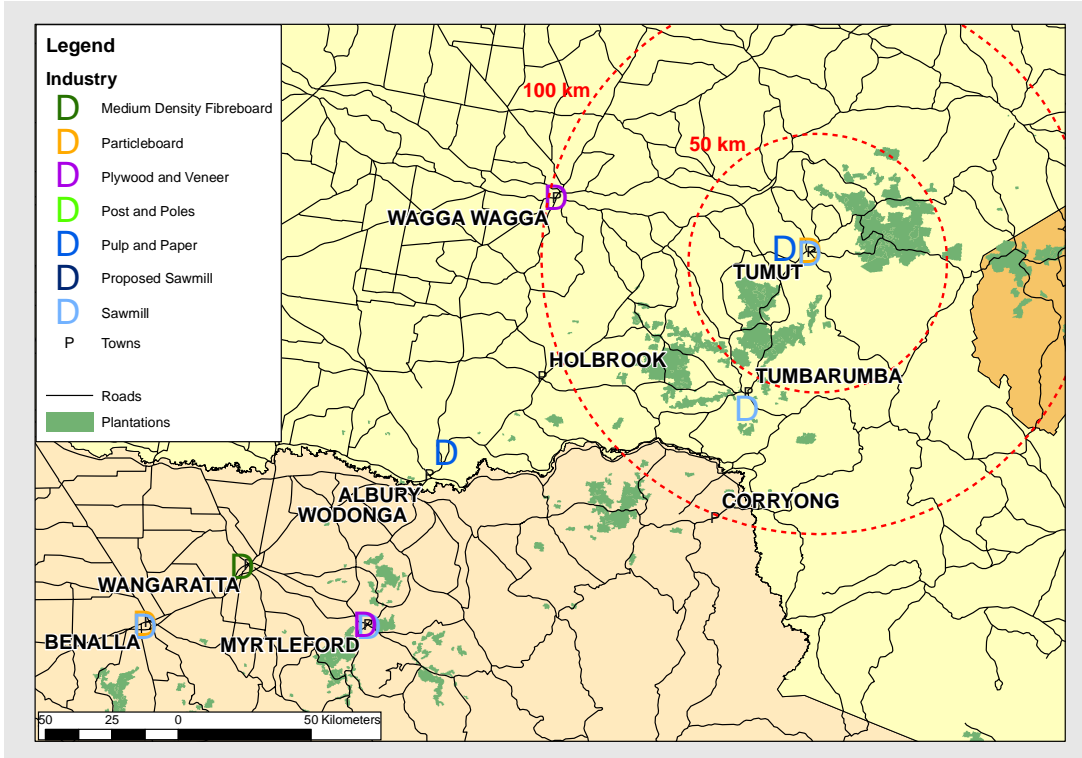 Legend
Industry
D Medium Density Fibreboard
D Particleboard
D Plywood and Veneer
D Post and Poles
D Pulp and Paper
D Proposed Sawmill
D Sawmill
P Towns
Roads
Plantations
100 km
50 km
D
P
WAGGA WAGGA
D
D
TUMUT
HOLBROOK
P
TUMBARUMBA
P
D
D
P
ALBURY
WODONGA
CORRYONG
P
D
WANGARATTA
D
BENALLA
D
MYRTLEFORD
50 25 0 50 Kilometers